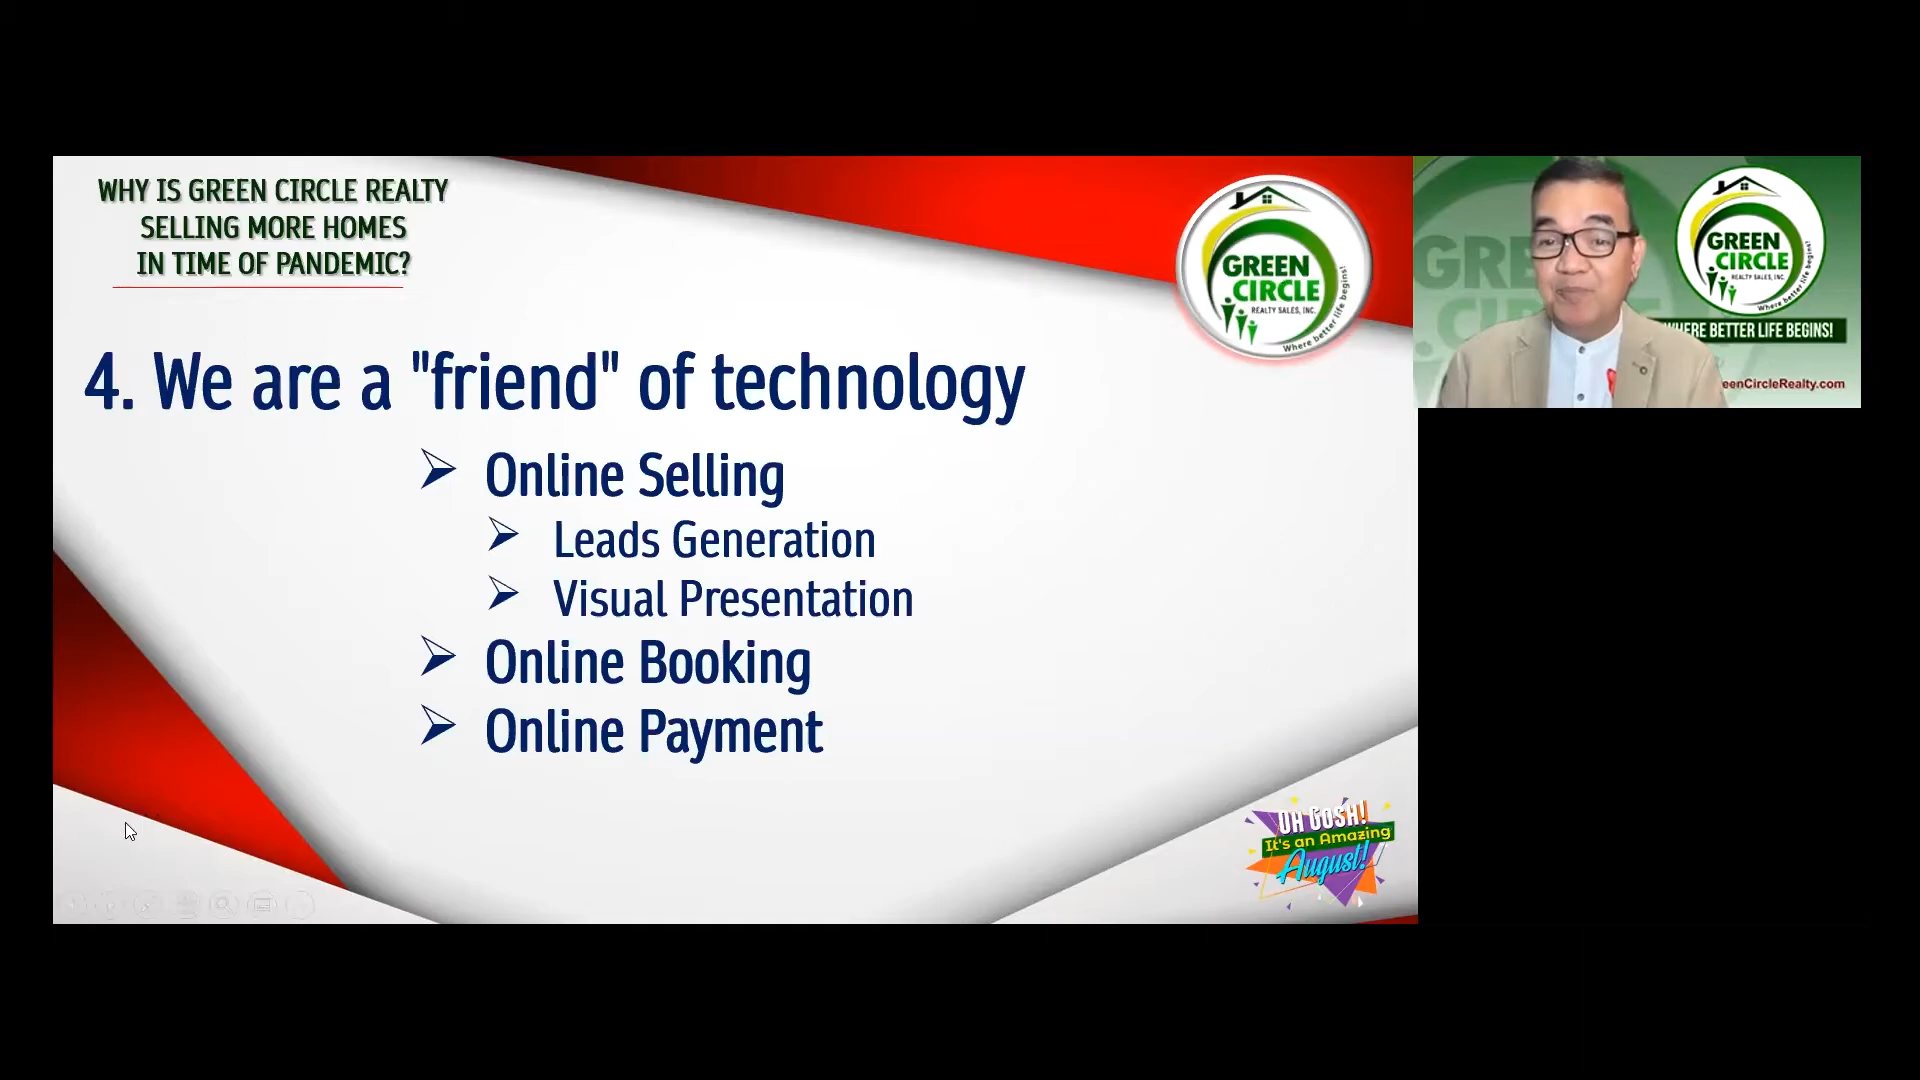 WHY IS GREEN CIRCLE REALTY
SELLING MORE HOMES
IN TIME OF PANDEMIC?
GREEN
CIRCLE
REALTY SALES, INC.
Where better life begins!
4. We are a "friend" of technology
Online Selling
Leads Generation
Visual Presentation
Online Booking
Online Payment
OH GOSH!
It's an Amazing
August!
GREEN
CIRCLE
REALTY SALES, INC.
Where better life begins!
WHERE BETTER LIFE BEGINS!
eenCircleRealty.com